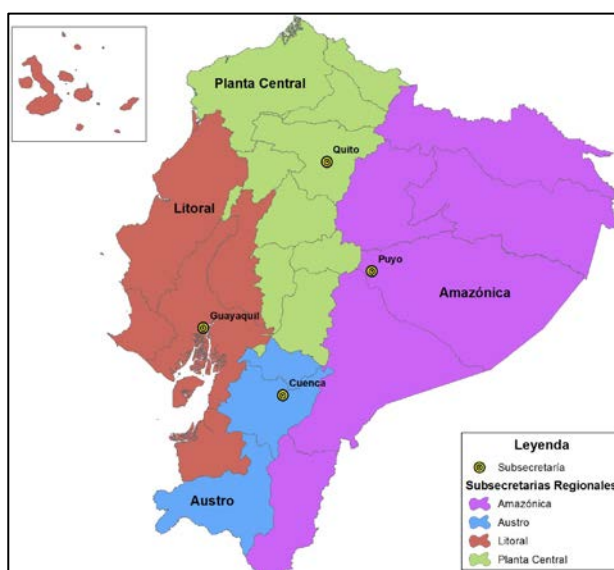 Planta Central
Quito
Litoral
Puyo
Amazónica
Guayaquil
Cuenca
Austro
Leyenda
Subsecretaría
Subsecretarias Regionales
Amazónica
Austro
Litoral
Planta Central